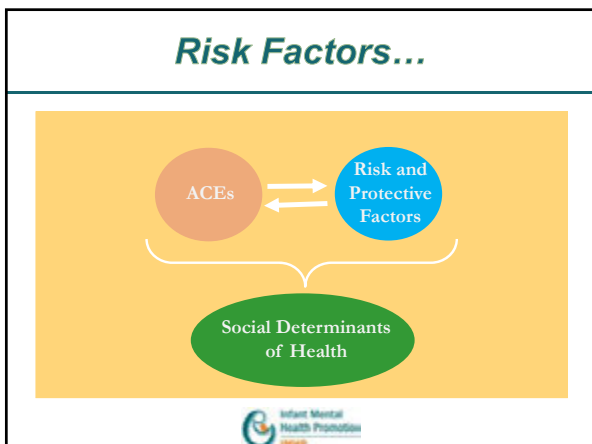 Risk Factors...
ACEs
Risk and
Protective
Factors
Social Determinants
of Health
Infant Mental
Health Promotion